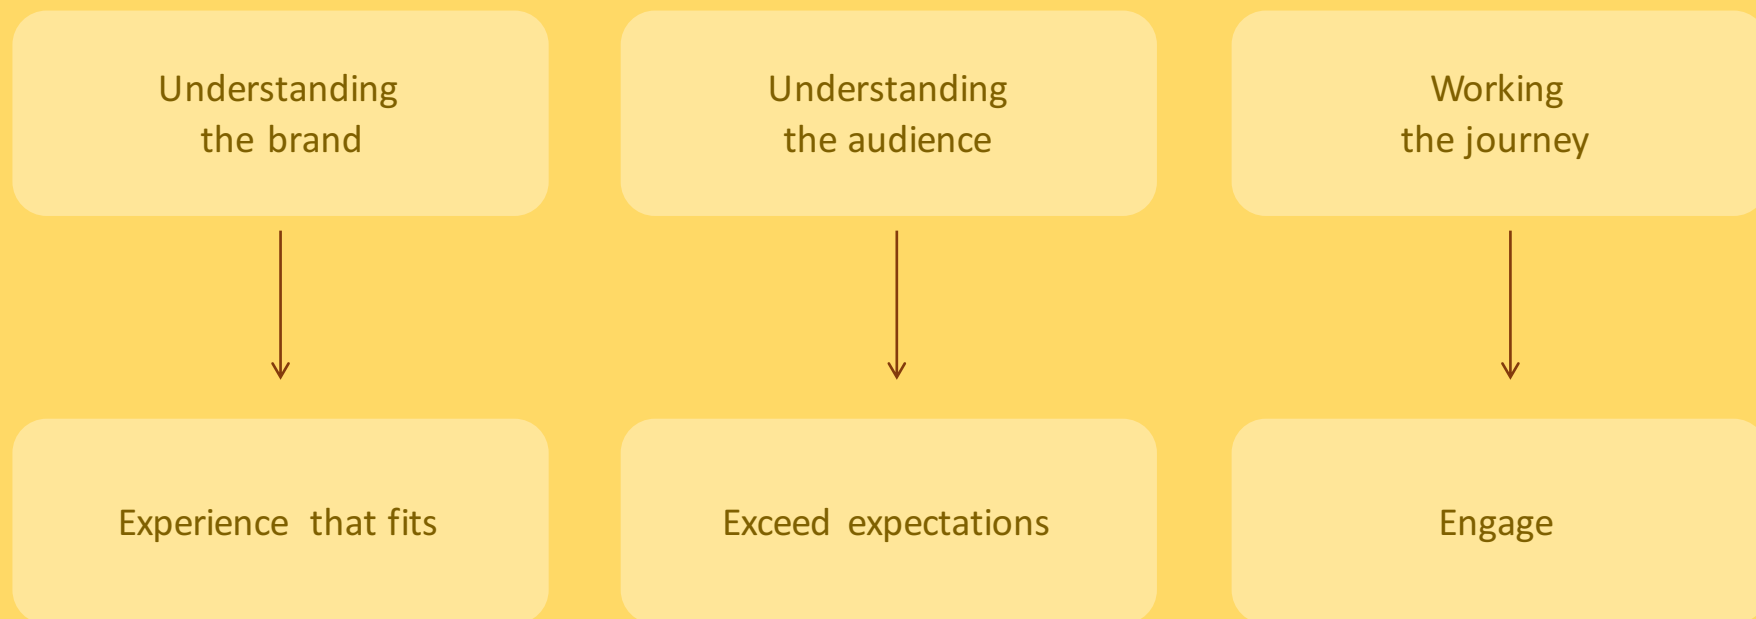 Understanding
the brand
Understanding
the audience
Working
the journey
Experience that fits
Exceed expectations
Engage